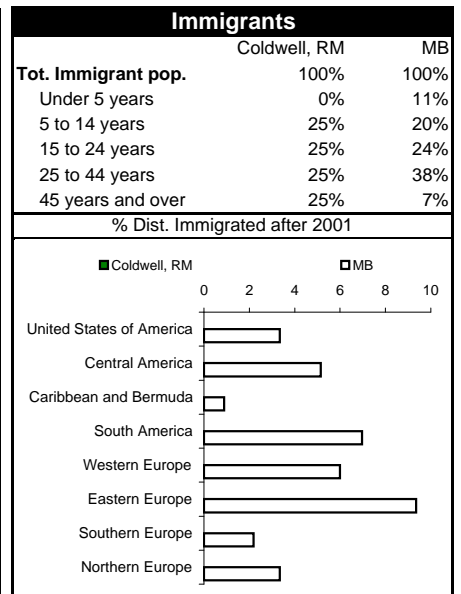 Immigrants
Coldwell, RM MB
Tot. Immigrant pop. 100% 100%
Under 5 years 0% 11%
5 to 14 years 25% 20%
15 to 24 years 25% 24%
25 to 44 years 25% 38%
45 years and over 25% 7%
% Dist. Immigrated after 2001
Coldwell, RM MB
0 2 4 6 8 10
United States of America
Central America
Caribbean and Bermuda
South America
Western Europe
Eastern Europe
Southern Europe
Northern Europe